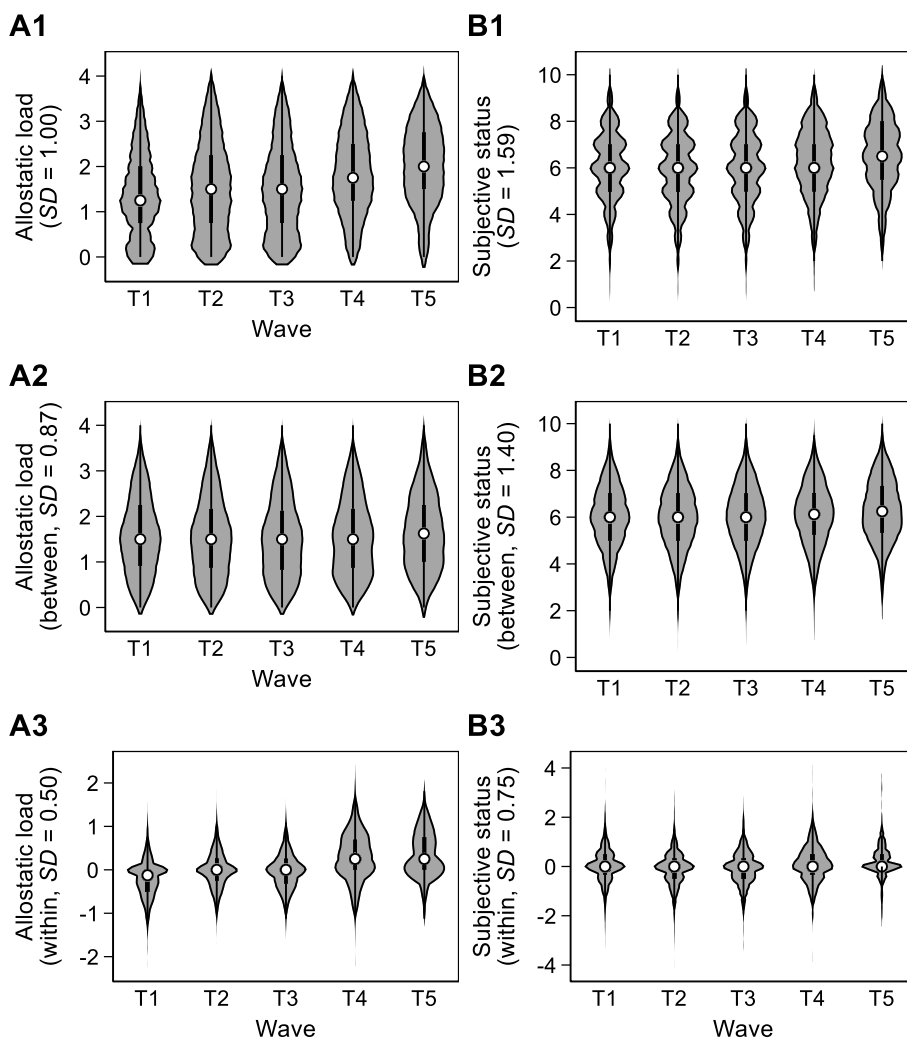 A1
Allostatic load
(SD = 1.00)
4
3
2
1
0
T1 T2 T3 T4 T5
Wave
B1
Subjective status
(SD = 1.59)
10
8
6
4
2
0
T1 T2 T3 T4 T5
A2
Allostatic load
(between, SD = 0.87)
4
3
2
1
0
T1 T2 T3 T4 T5
Wave
B2
Subjective status
(between, SD = 1.40)
10
8
6
4
2
0
T1 T2 T3 T4 T5
A3
Allostatic load
(within, SD = 0.50)
2
1
0
-1
-2
T1 T2 T3 T4 T5
Wave
B3
Subjective status
(within, SD = 0.75)
4
2
0
-2
-4
T1 T2 T3 T4 T5
Wave